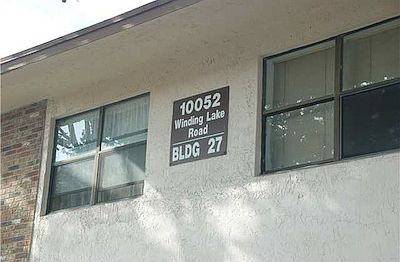 10052
Winding Lake
Road
BLDG 27